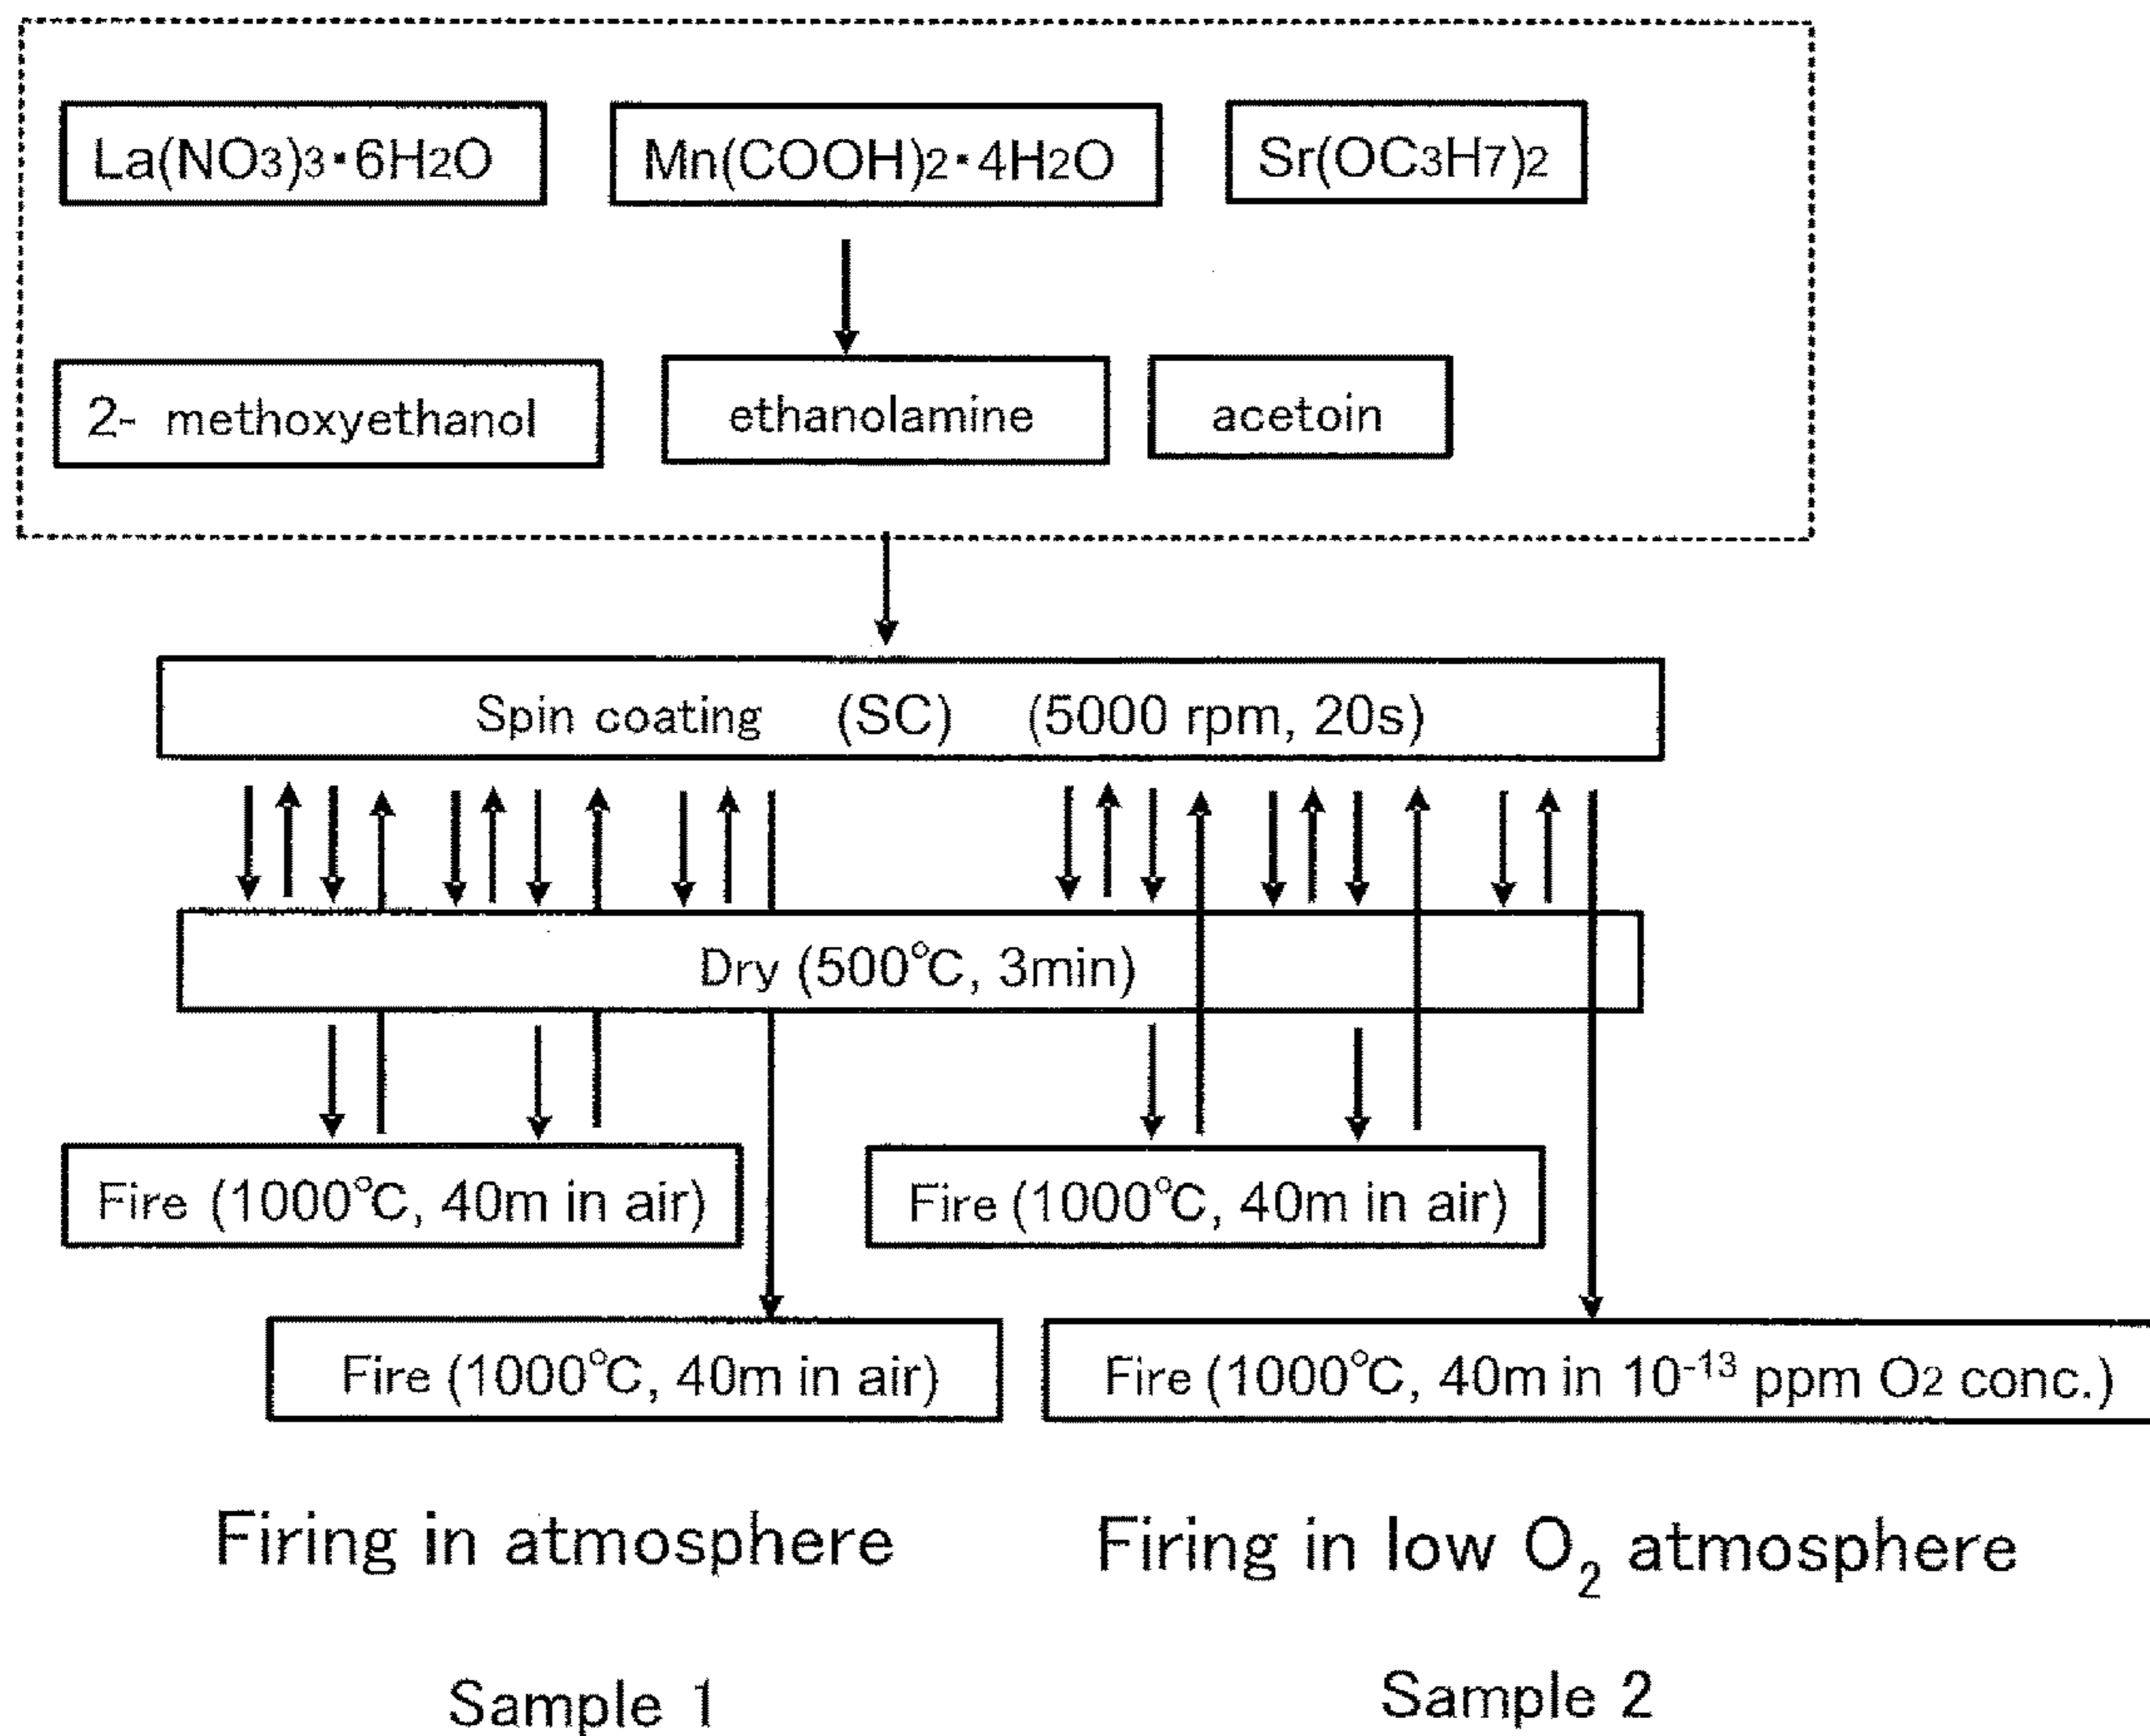 La(NO3)3·6H2O Mn(COOH)2·4H2O Sr(OC3H7)2
2- methoxyethanol ethanolamine acetoin
Spin coating (SC) (5000 rpm, 20s)
Dry (500℃, 3min)
Fire (1000℃, 40m in air) Fire (1000℃, 40m in air)
Fire (1000℃, 40m in air) Fire (1000℃, 40m in 10⁻¹³ ppm O2 conc.)
Firing in atmosphere Firing in low O₂ atmosphere
Sample 1 Sample 2